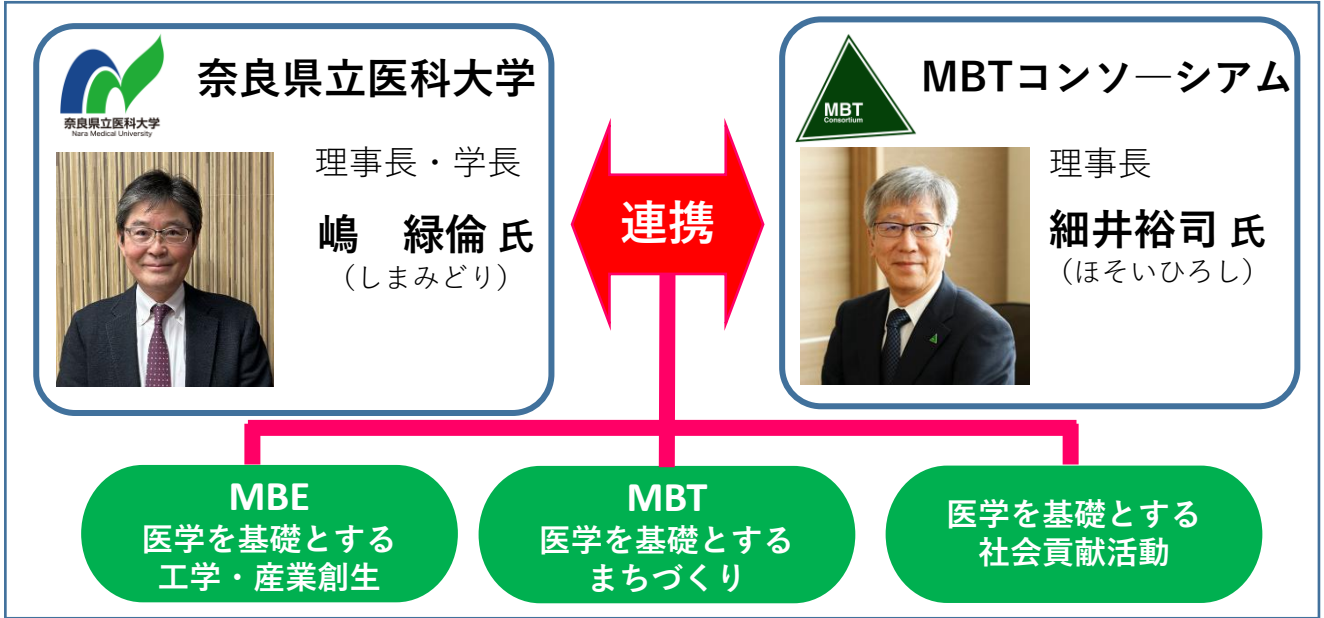 奈良県立医科大学
Nara Medical University
奈良県立医科大学
理事長・学長
嶋　緑倫 氏
（しまみどり）
連携
MBT
Consortium
MBTコンソーシアム
理事長
細井裕司 氏
（ほそいひろし）
MBE
医学を基礎とする
工学・産業創生
MBT
医学を基礎とする
まちづくり
医学を基礎とする
社会貢献活動